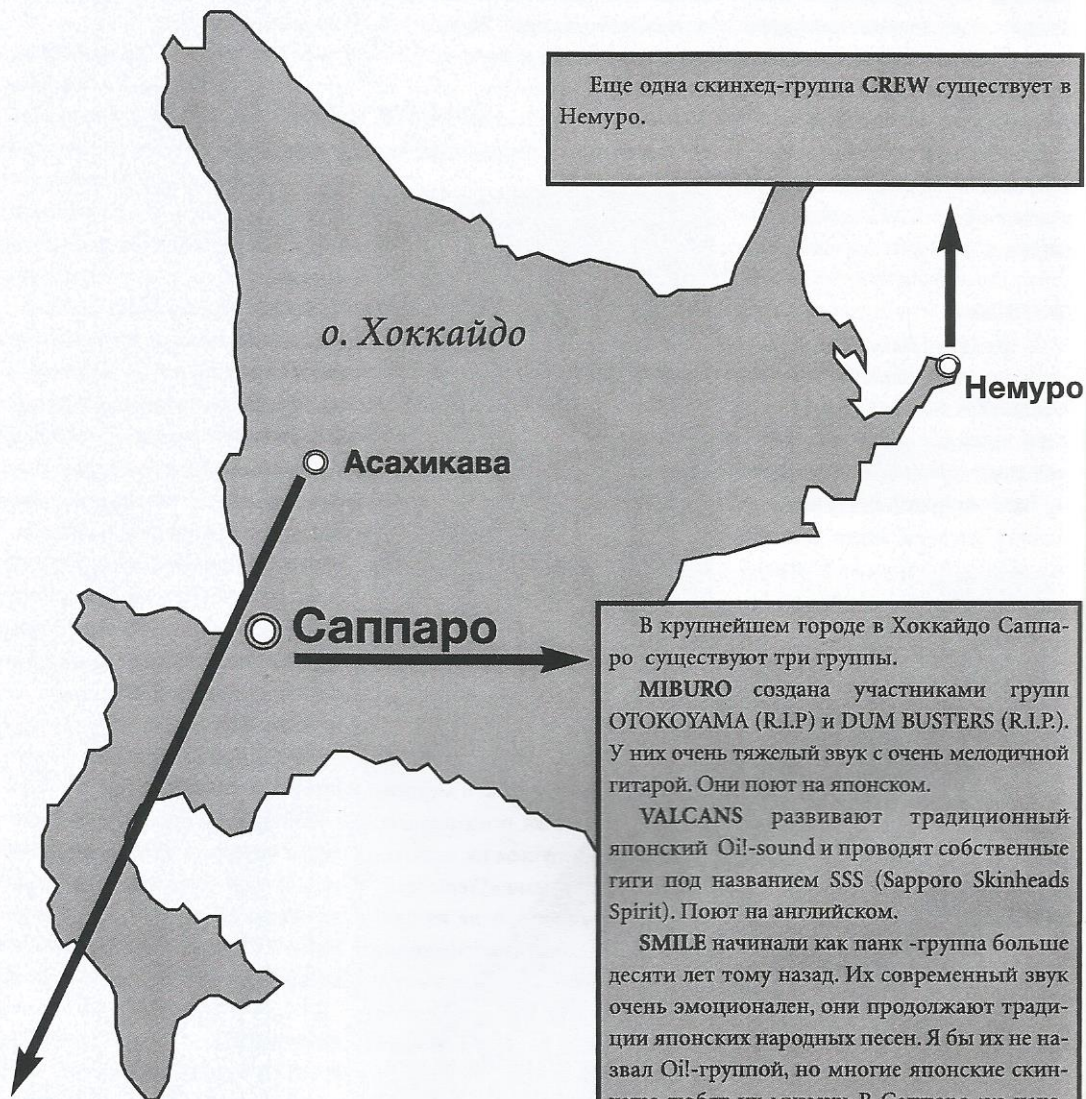 Еще одна скинхед-группа CREW существует в
Немуро.
о. Хоккайдо
Немуро
Асахикава
Саппаро
В крупнейшем городе в Хоккайдо Саппа-
ро существуют три группы.
MIBURO создана участниками групп
OTOKOYAMA (R.I.P) и DUM BUSTERS (R.I.P.).
У них очень тяжелый звук с очень мелодичной
гитарой. Они поют на японском.
VALCANS развивают традиционный
японский Oi!-sound и проводят собственные
гиги под названием SSS (Sapporo Skinheads
Spirit). Поют на английском.
SMILE начинали как панк -группа больше
десяти лет тому назад. Их современный звук
очень эмоционален, они продолжают тради-
ции японских народных песен. Я бы их не на-
звал Oi!-группой, но многие японские скин-